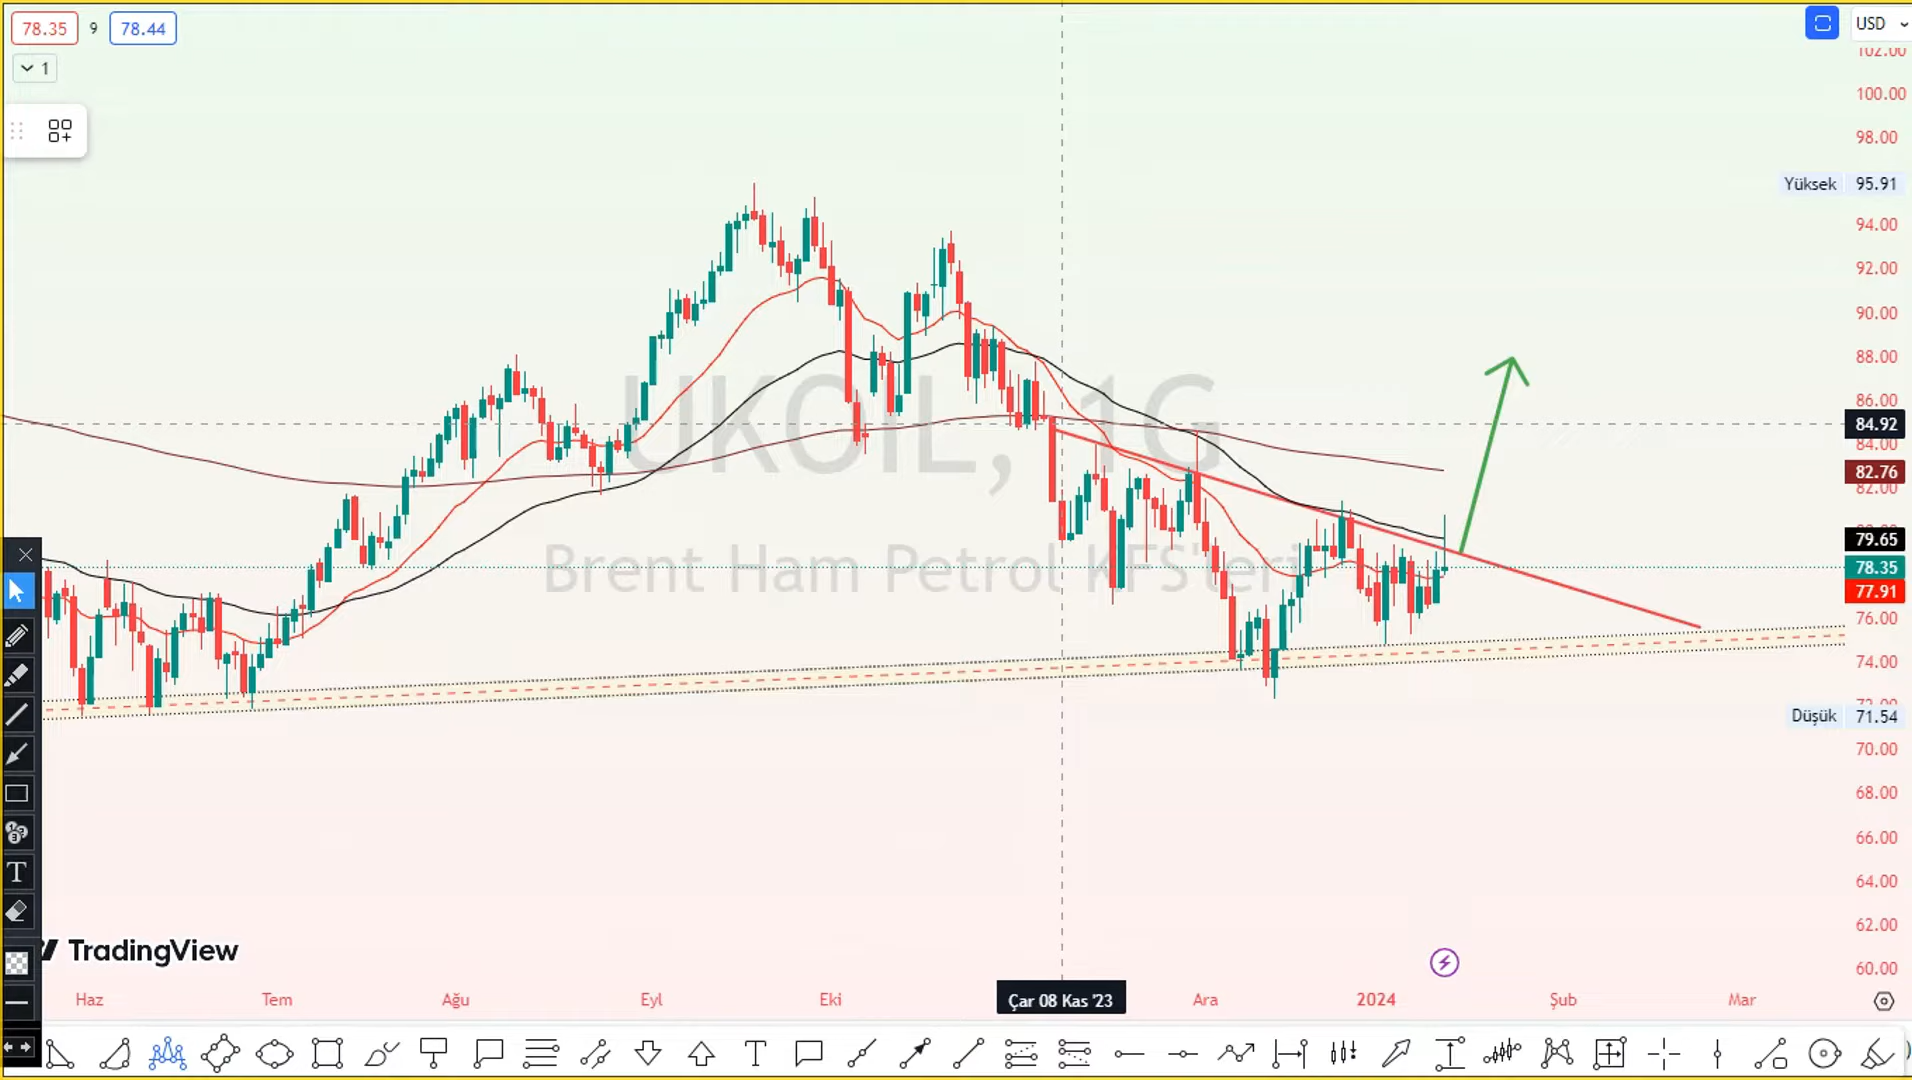 78.35 9 78.44
1
USD
102.00
100.00
98.00
Yüksek 95.91
94.00
92.00
90.00
88.00
86.00
84.92
84.00
82.76
82.00
79.65
78.35
77.91
76.00
74.00
Düşük 71.54
70.00
68.00
66.00
64.00
62.00
60.00
UKOIL, 1G
Brent Ham Petrol KFS'leri
T
TradingView
Haz Tem Ağu Eyl Eki Çar 08 Kas '23 Ara 2024 Şub Mar